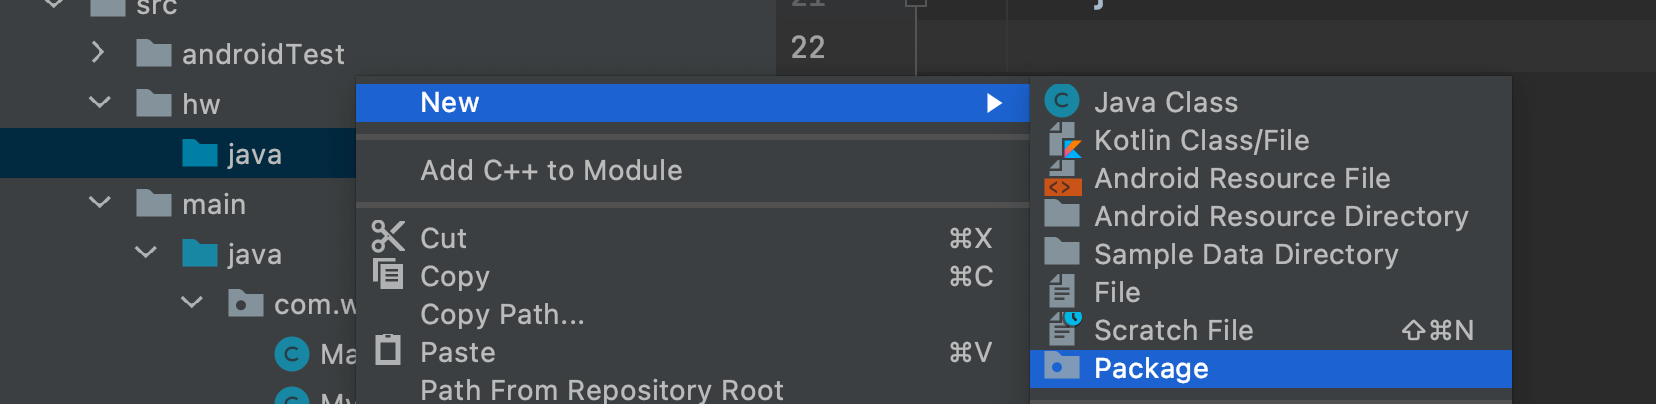 src
androidTest
hw
java
main
java
com.w
Ma
My
21
22
New
Add C++ to Module
Cut ⌘X
Copy ⌘C
Copy Path...
Paste ⌘V
Path From Repository Root
Java Class
Kotlin Class/File
Android Resource File
Android Resource Directory
Sample Data Directory
File
Scratch File ⇧⌘N
Package